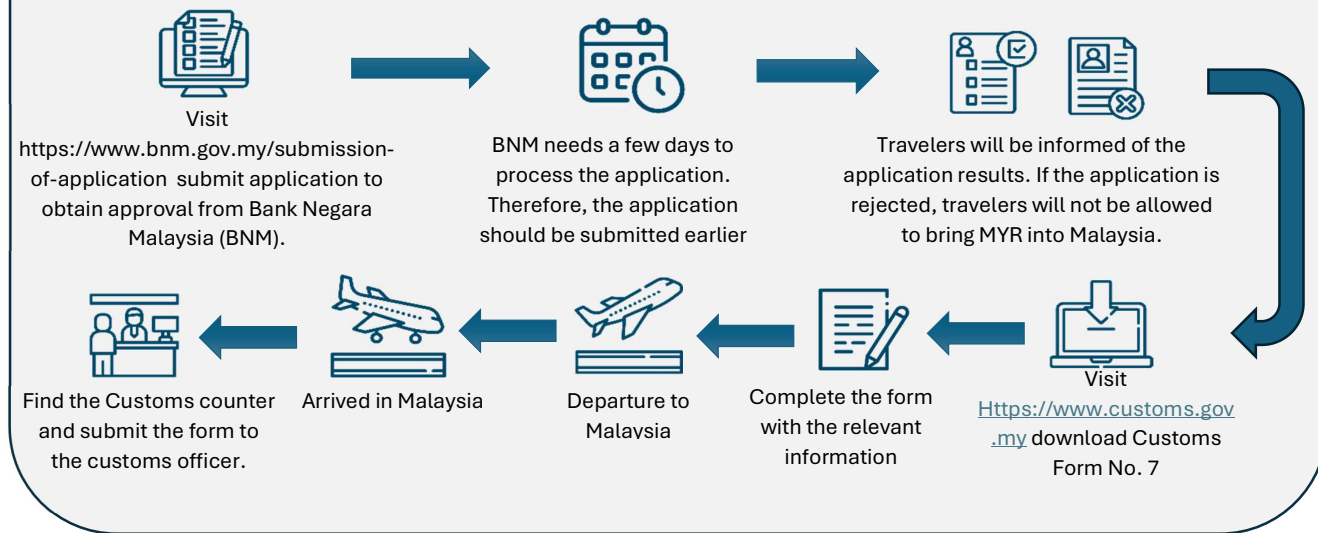 Visit
https://www.bnm.gov.my/submission-
of-application submit application to
obtain approval from Bank Negara
Malaysia (BNM).
BNM needs a few days to
process the application.
Therefore, the application
should be submitted earlier
Travelers will be informed of the
application results. If the application is
rejected, travelers will not be allowed
to bring MYR into Malaysia.
Visit
Https://www.customs.gov
.my download Customs
Form No. 7
Complete the form
with the relevant
information
Departure to
Malaysia
Arrived in Malaysia
Find the Customs counter
and submit the form to
the customs officer.